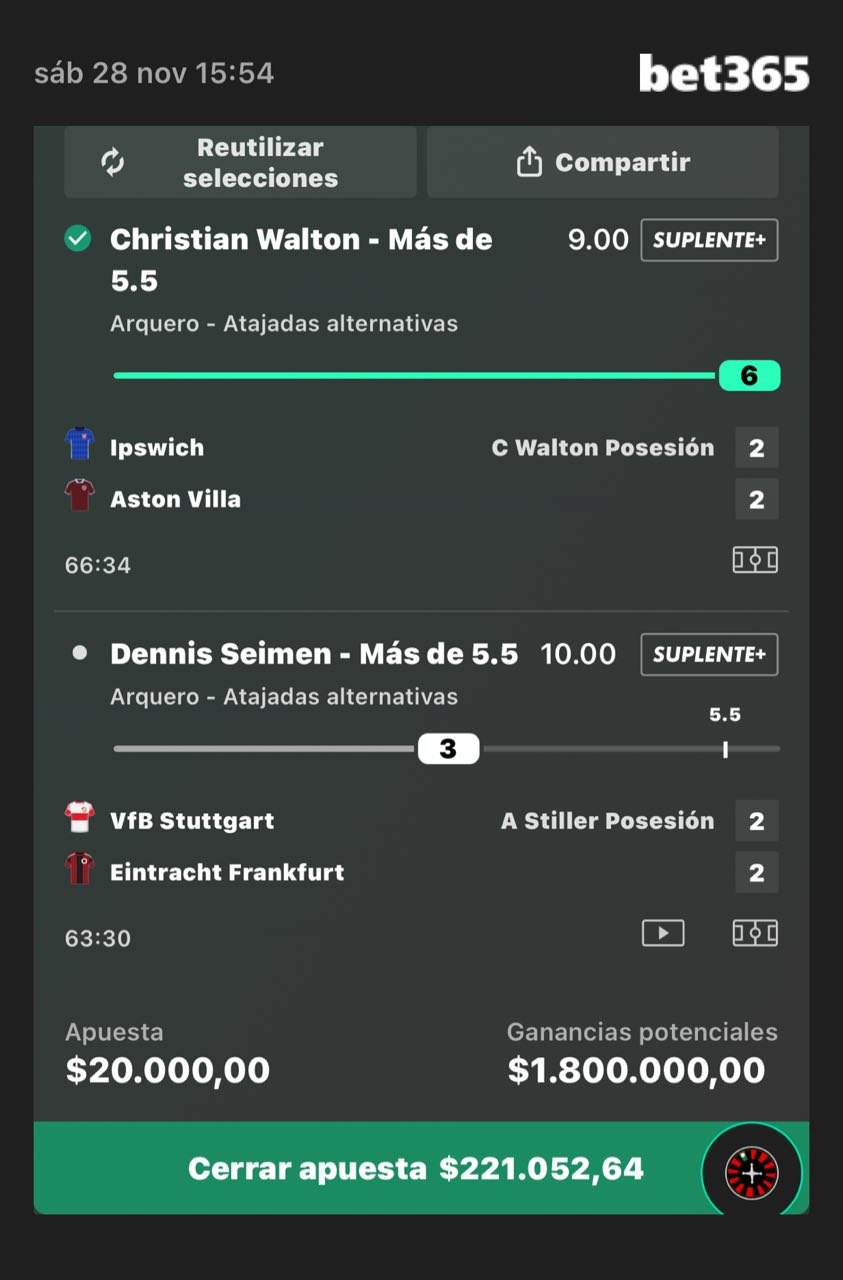 sáb 28 nov 15:54
bet365
Reutilizar
selecciones
Compartir
Christian Walton - Más de
5.5
9.00
SUPLENTE+
Arquero - Atajadas alternativas
6
Ipswich
C Walton Posesión
2
Aston Villa
2
66:34
Dennis Seimen - Más de 5.5
10.00
SUPLENTE+
Arquero - Atajadas alternativas
5.5
3
VfB Stuttgart
A Stiller Posesión
2
Eintracht Frankfurt
2
63:30
Apuesta
Ganancias potenciales
$20.000,00
$1.800.000,00
Cerrar apuesta $221.052,64